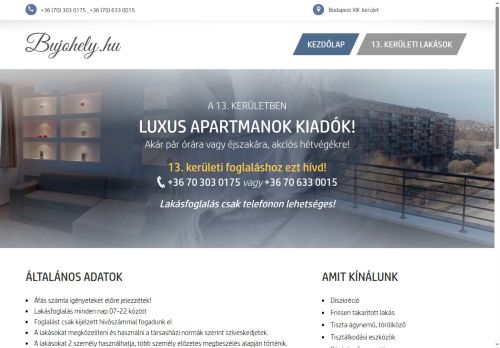 +36 (70) 303 0175 , +36 (70) 633 0015
Budapest XIII. kerület
Bujohely.hu
KEZDŐLAP
13. KERÜLETI LAKÁSOK
A 13. KERÜLETBEN
LUXUS APARTMANOK KIADÓK!
Akár pár órára vagy éjszakára, akciós hétvégékre!
13. kerületi foglaláshoz ezt hívd!
+36 70 303 0175 vagy +36 70 633 0015
Lakásfoglalás csak telefonon lehetséges!
ÁLTALÁNOS ADATOK
Áfás számla igényeteket előre jelezzétek!
Lakásfoglalás minden nap 07-22 között
Foglalást csak kijelzett hívószámmal fogadunk el
A lakásokat megközelíteni és használni a társasházi normák szerint szíveskedjetek.
A lakásokat 2 személy használhatja, több személy előzetes megbeszélés alapján történik.
AMIT KÍNÁLUNK
Diszkréció
Frissen takarított lakás
Tiszta ágynemű, törölköző
Tisztálkodási eszközök